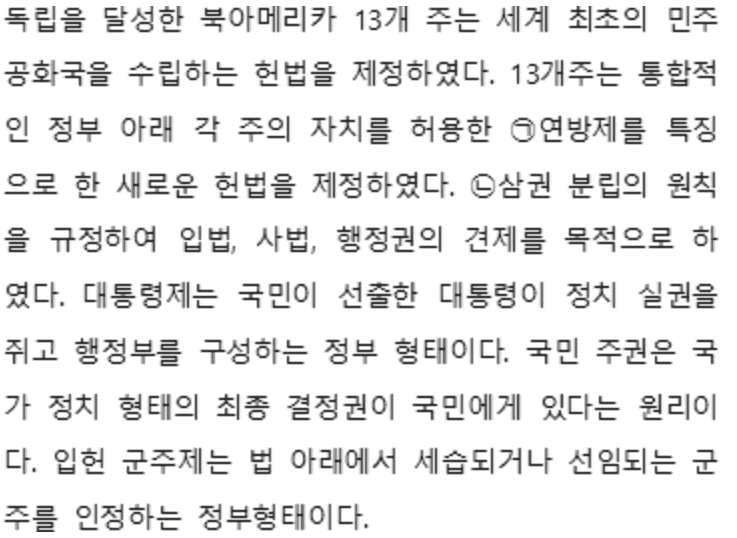 독립을 달성한 북아메리카 13개 주는 세계 최초의 민주
공화국을 수립하는 헌법을 제정하였다. 13개주는 통합적
인 정부 아래 각 주의 자치를 허용한 ㉠연방제를 특징
으로 한 새로운 헌법을 제정하였다. ㉡삼권 분립의 원칙
을 규정하여 입법, 사법, 행정권의 견제를 목적으로 하
였다. 대통령제는 국민이 선출한 대통령이 정치 실권을
쥐고 행정부를 구성하는 정부 형태이다. 국민 주권은 국
가 정치 형태의 최종 결정권이 국민에게 있다는 원리이
다. 입헌 군주제는 법 아래에서 세습되거나 선임되는 군
주를 인정하는 정부형태이다.